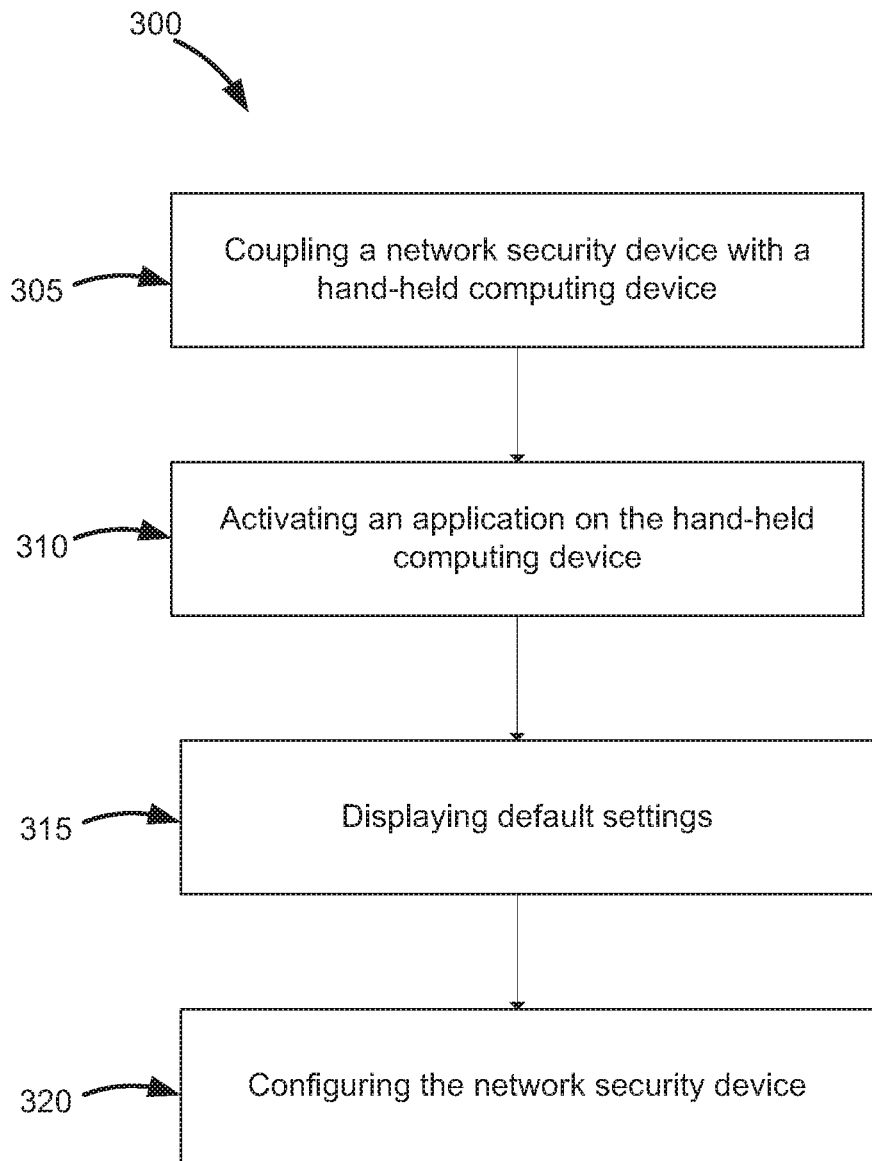 300
305
Coupling a network security device with a
hand-held computing device
310
Activating an application on the hand-held
computing device
315
Displaying default settings
320
Configuring the network security device